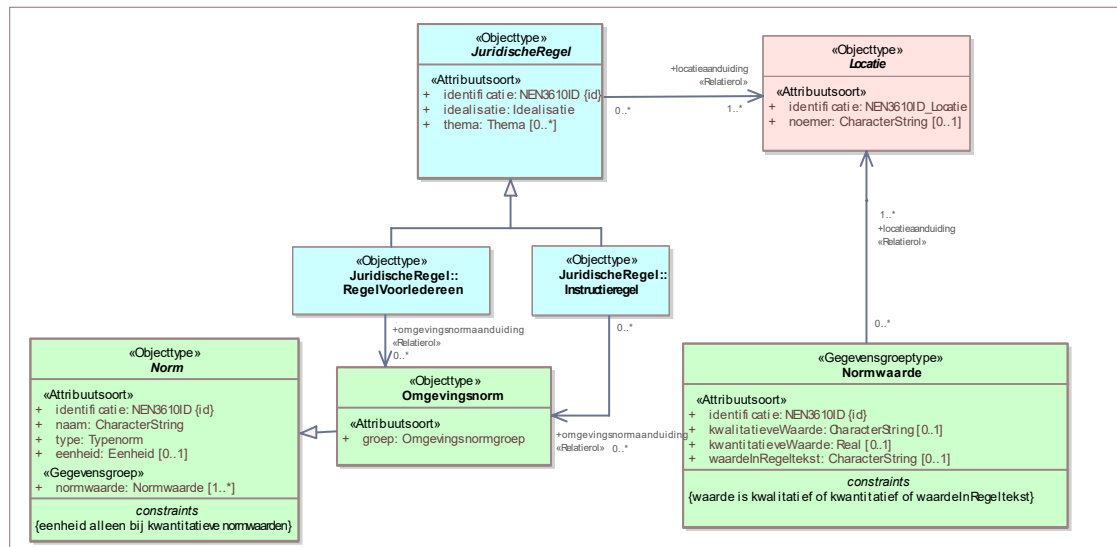 «Objecttype»
JuridischeRegel
«Attribuutsoort»
+ identificatie: NEN3610ID {id}
+ idealisatie: Idealisatie
+ thema: Thema [0..*]
+locatieaanduiding
«Relatierol»
0..*
1..*
«Objecttype»
Locatie
«Attribuutsoort»
+ identificatie: NEN3610ID_Locatie
+ noemer: CharacterString [0..1]
1..*
+locatieaanduiding
«Relatierol»
0..*
«Objecttype»
JuridischeRegel::
RegelVoorIedereen
«Objecttype»
JuridischeRegel::
Instructieregel
+omgevingsnormaanduiding
«Relatierol»
0..*
0..*
«Objecttype»
Norm
«Attribuutsoort»
+ identificatie: NEN3610ID {id}
+ naam: CharacterString
+ type: Typenorm
+ eenheid: Eenheid [0..1]
«Gegevensgroep»
+ normwaarde: Normwaarde [1..*]
constraints
{eenheid alleen bij kwantitatieve normwaarden}
«Objecttype»
Omgevingsnorm
«Attribuutsoort»
+ groep: Omgevingsnormgroep
+omgevingsnormaanduiding
«Relatierol»
0..*
«Gegevensgroeptype»
Normwaarde
«Attribuutsoort»
+ identificatie: NEN3610ID {id}
+ kwalitatieveWaarde: CharacterString [0..1]
+ kwantitatieveWaarde: Real [0..1]
+ waardeInRegeltekst: CharacterString [0..1]
constraints
{waarde is kwalitatief of kwantitatief of waardeInRegeltekst}